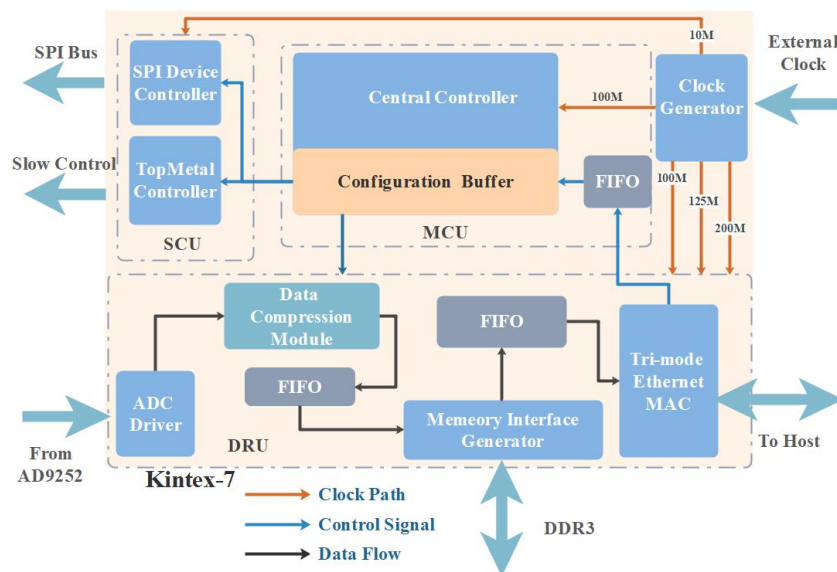 SPI Bus
10M
External
Clock
SPI Device
Controller
Central Controller
100M
Clock
Generator
Slow Control
TopMetal
Controller
Configuration Buffer
FIFO
100M
125M
200M
SCU
MCU
Data
Compression
Module
FIFO
Tri-mode
Ethernet
MAC
FIFO
ADC
Driver
Memeory Interface
Generator
DRU
From
AD9252
To Host
Kintex-7
Clock Path
Control Signal
Data Flow
DDR3